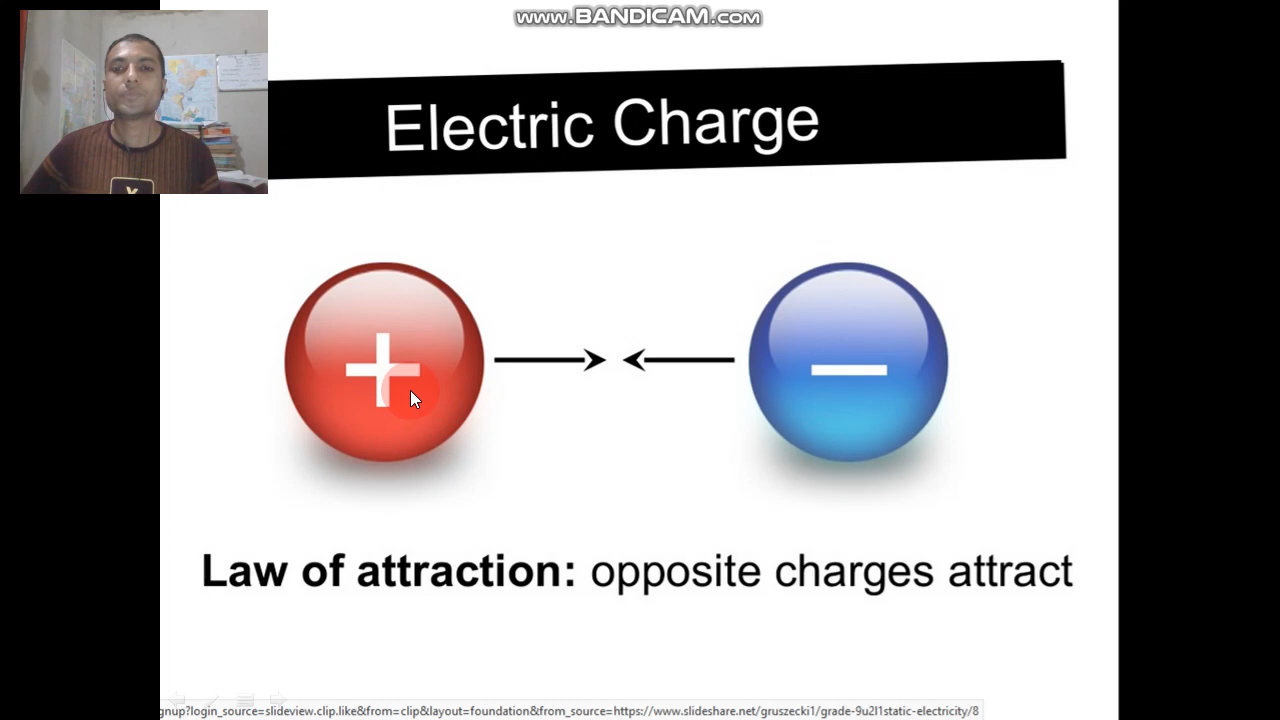 www.BANDICAM.com
Electric Charge
+
−
Law of attraction: opposite charges attract
gnup?login_source=slideview.clip.like&from=clip&layout=foundation&from_source=https://www.slideshare.net/gruszecki1/grade-9u2l1static-electricity/8